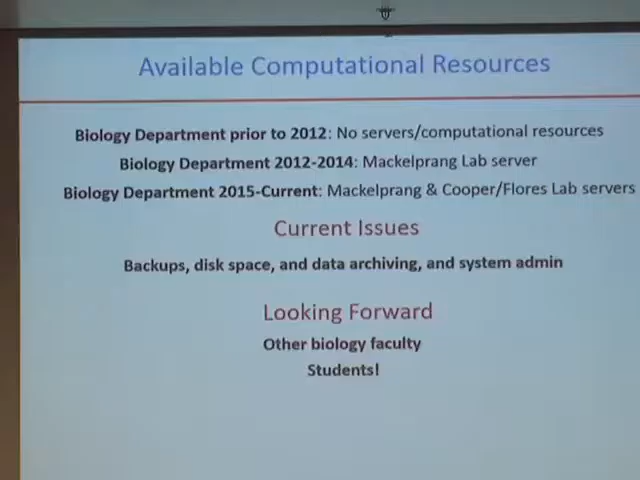 Available Computational Resources
Biology Department prior to 2012: No servers/computational resources
Biology Department 2012-2014: Mackelprang Lab server
Biology Department 2015-Current: Mackelprang & Cooper/Flores Lab servers
Current Issues
Backups, disk space, and data archiving, and system admin
Looking Forward
Other biology faculty
Students!